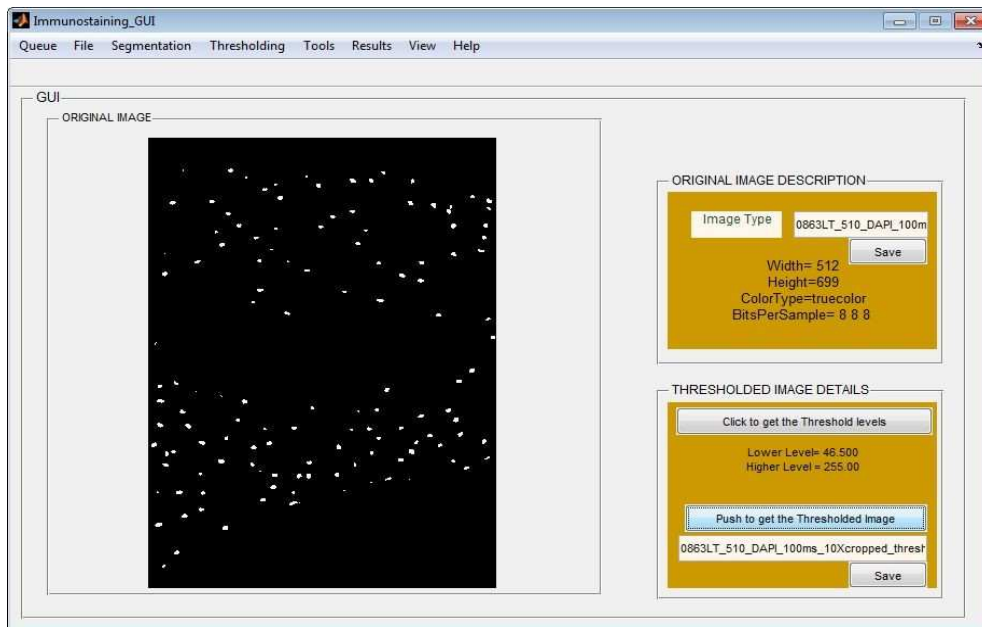 Immunostaining_GUI
Queue File Segmentation Thresholding Tools Results View Help
GUI
ORIGINAL IMAGE
ORIGINAL IMAGE DESCRIPTION
Image Type 0863LT_510_DAPI_100m
Save
Width= 512
Height=699
ColorType=truecolor
BitsPerSample= 8 8 8
THRESHOLDED IMAGE DETAILS
Click to get the Threshold levels
Lower Level= 46.500
Higher Level = 255.00
Push to get the Thresholded Image
0863LT_510_DAPI_100ms_10Xcropped_thresh
Save